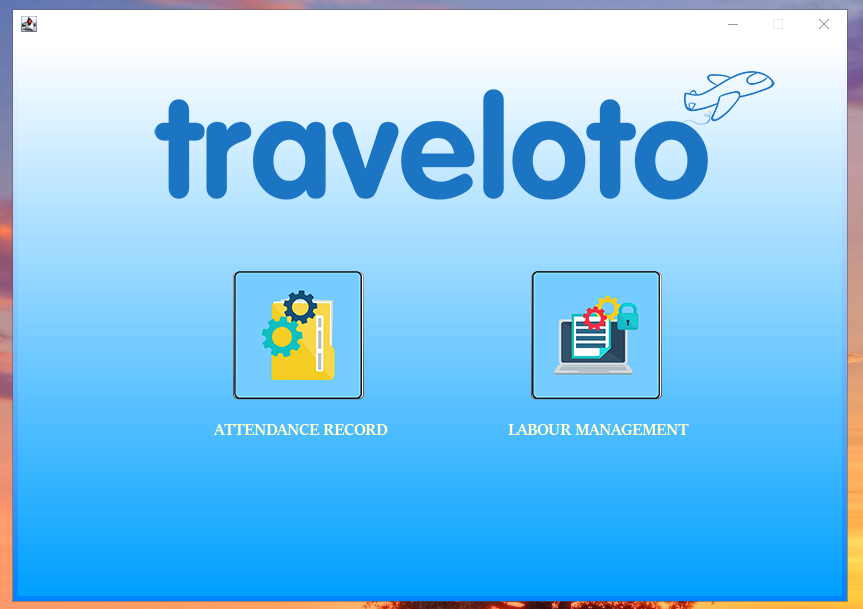 traveloto
ATTENDANCE RECORD
LABOUR MANAGEMENT